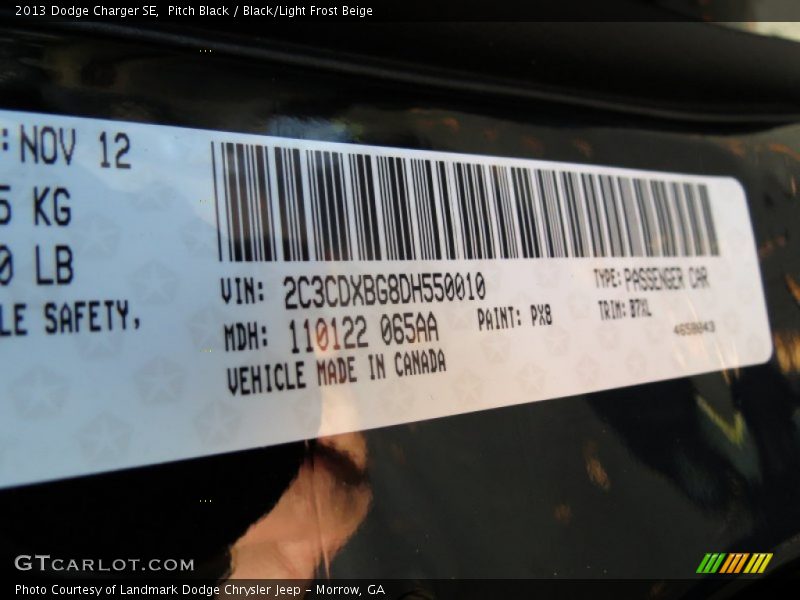 2013 Dodge Charger SE,  Pitch Black / Black/Light Frost Beige
: NOV 12
5 KG
0 LB
LE SAFETY,
VIN: 2C3CDXBG8DH550010
TYPE: PASSENGER CAR
MDH: 110122 065AA
PAINT: PX8
TRIM: B7XL
VEHICLE MADE IN CANADA
GTCARLOT.COM
Photo Courtesy of Landmark Dodge Chrysler Jeep - Morrow, GA